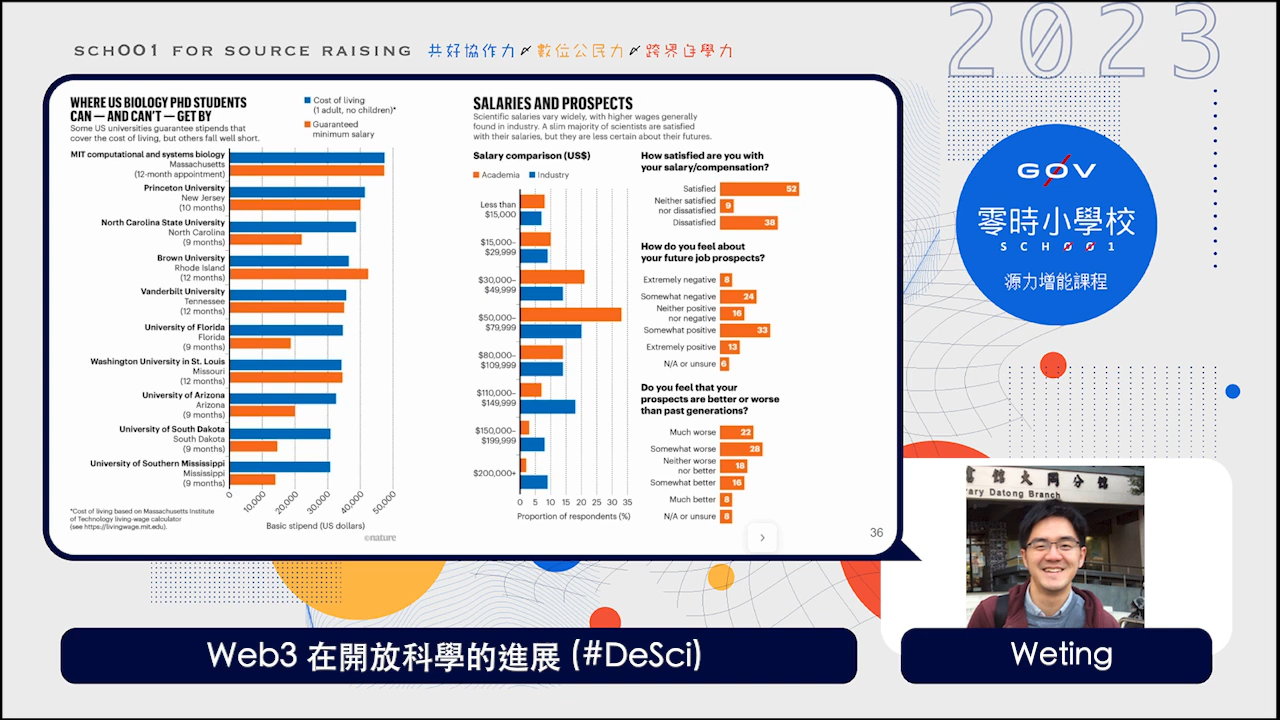 2023
SCHOO1 FOR SOURCE RAISING 共好協作力 數位公民力 跨界自學力
WHERE US BIOLOGY PHD STUDENTS
CAN — AND CAN'T — GET BY
Some US universities guarantee stipends that
cover the cost of living, but others fall well short.
Cost of living
(1 adult, no children)*
Guaranteed
minimum salary
MIT computational and systems biology
Massachusetts
(12-month appointment)
Princeton University
New Jersey
(10 months)
North Carolina State University
North Carolina
(9 months)
Brown University
Rhode Island
(12 months)
Vanderbilt University
Tennessee
(12 months)
University of Florida
Florida
(9 months)
Washington University in St. Louis
Missouri
(12 months)
University of Arizona
Arizona
(9 months)
University of South Dakota
South Dakota
(9 months)
University of Southern Mississippi
Mississippi
(9 months)
0 10,000 20,000 30,000 40,000 50,000
Basic stipend (US dollars)
*Cost of living based on Massachusetts Institute
of Technology living-wage calculator
(see https://livingwage.mit.edu).
©nature
SALARIES AND PROSPECTS
Scientific salaries vary widely, with higher wages generally
found in industry. A slim majority of scientists are satisfied
with their salaries, but they are less certain about their futures.
Salary comparison (US$)
Academia Industry
Less than
$15,000
$15,000–
$29,999
$30,000–
$49,999
$50,000–
$79,999
$80,000–
$109,999
$110,000–
$149,999
$150,000–
$199,999
$200,000+
0 5 10 15 20 25 30 35
Proportion of respondents (%)
How satisfied are you with
your salary/compensation?
Satisfied 52
Neither satisfied
nor dissatisfied 9
Dissatisfied 38
How do you feel about
your future job prospects?
Extremely negative 8
Somewhat negative 24
Neither positive
nor negative 16
Somewhat positive 33
Extremely positive 13
N/A or unsure 6
Do you feel that your
prospects are better or worse
than past generations?
Much worse 22
Somewhat worse 28
Neither worse
nor better 18
Somewhat better 16
Much better 8
N/A or unsure 8
36
G0V
零時小學校
SCH001
源力增能課程
館大同分館
rary Datong Branch
Web3 在開放科學的進展 (#DeSci)
Weting